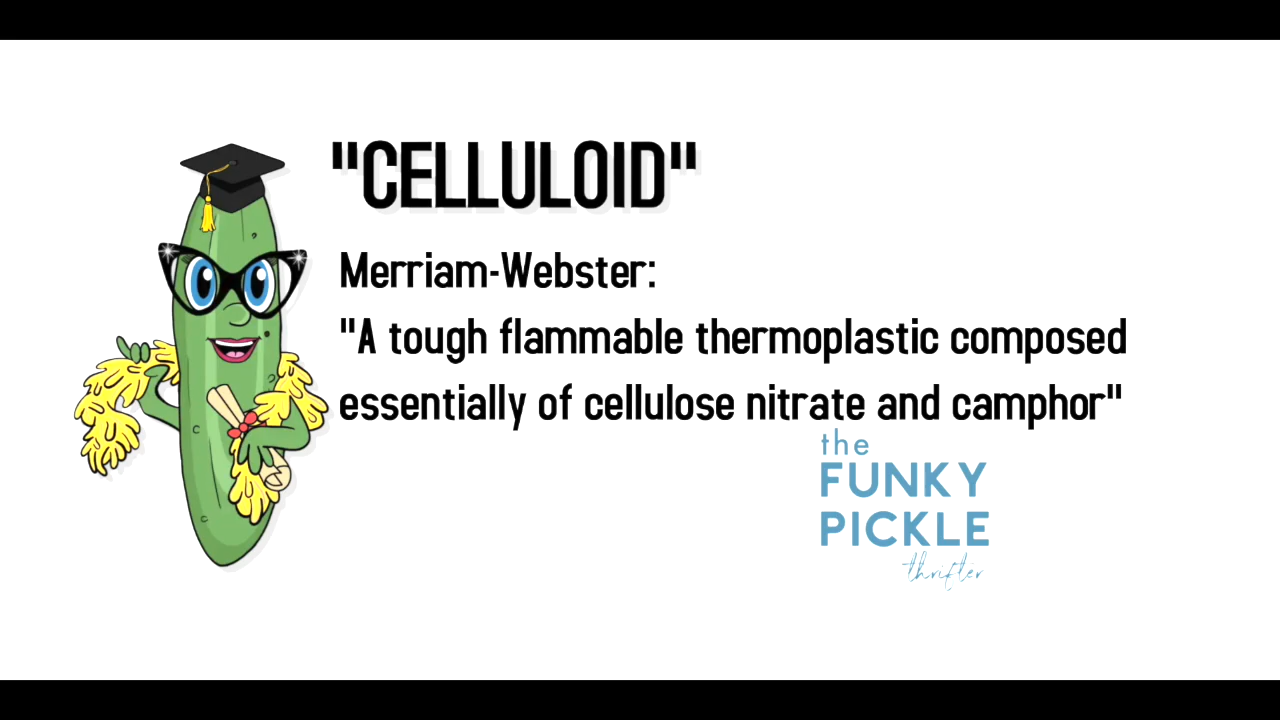 "CELLULOID"
Merriam-Webster:
"A tough flammable thermoplastic composed
essentially of cellulose nitrate and camphor"
the
FUNKY
PICKLE
thrifter